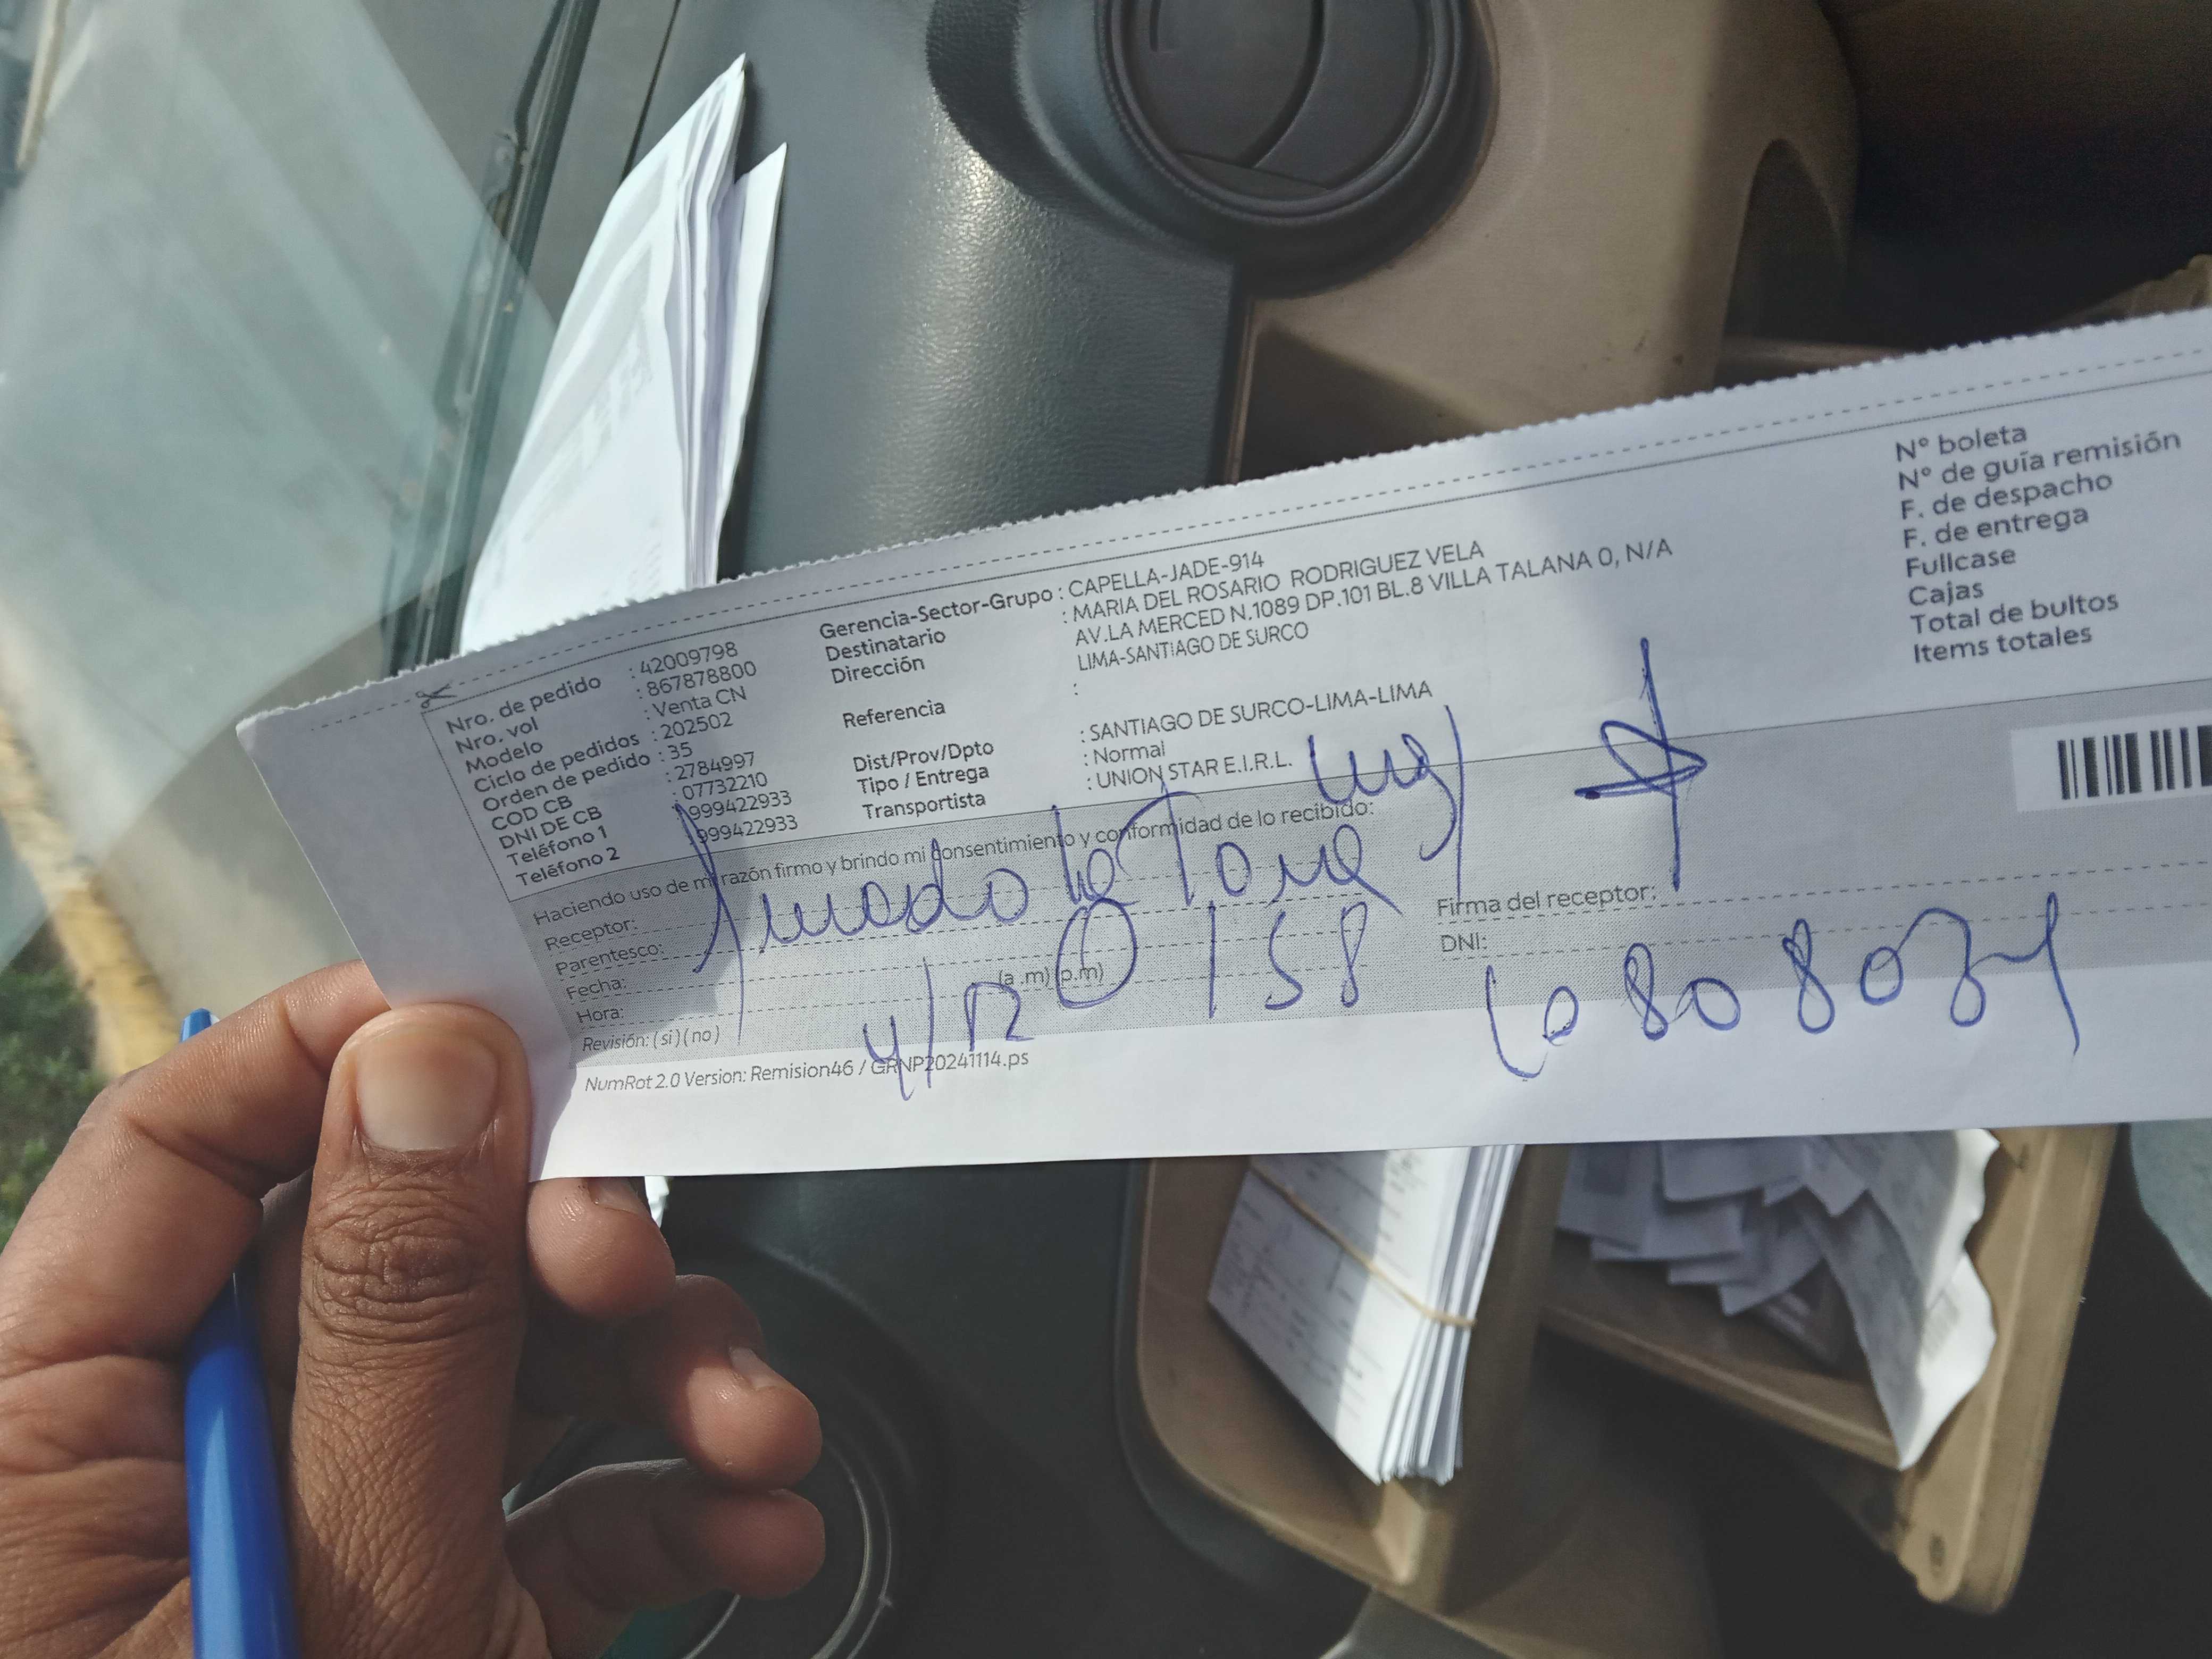 Nro. de pedido : 42009798
Nro. vol : 867878800
Modelo : Venta CN
Ciclo de pedidos : 202502
Orden de pedido : 35
COD CB : 2784997
DNI DE CB : 07732210
Teléfono 1 : 999422933
Teléfono 2 : 999422933
Gerencia-Sector-Grupo : CAPELLA-JADE-914
Destinatario : MARIA DEL ROSARIO RODRIGUEZ VELA
Dirección AV.LA MERCED N.1089 DP.101 BL.8 VILLA TALANA 0, N/A
LIMA-SANTIAGO DE SURCO
Referencia :
Dist/Prov/Dpto : SANTIAGO DE SURCO-LIMA-LIMA
Tipo / Entrega : Normal
Transportista : UNION STAR E.I.R.L.
N° boleta
N° de guía remisión
F. de despacho
F. de entrega
Fullcase
Cajas
Total de bultos
Items totales
Haciendo uso de mi razón firmo y brindo mi consentimiento y conformidad de lo recibido:
Receptor:
Parentesco:
Fecha:
Hora: (a.m) (p.m)
Revisión: (si) (no)
4/12 0158
Firma del receptor:
DNI:
NumRot 2.0 Version: Remision46 / GRNP20241114.ps